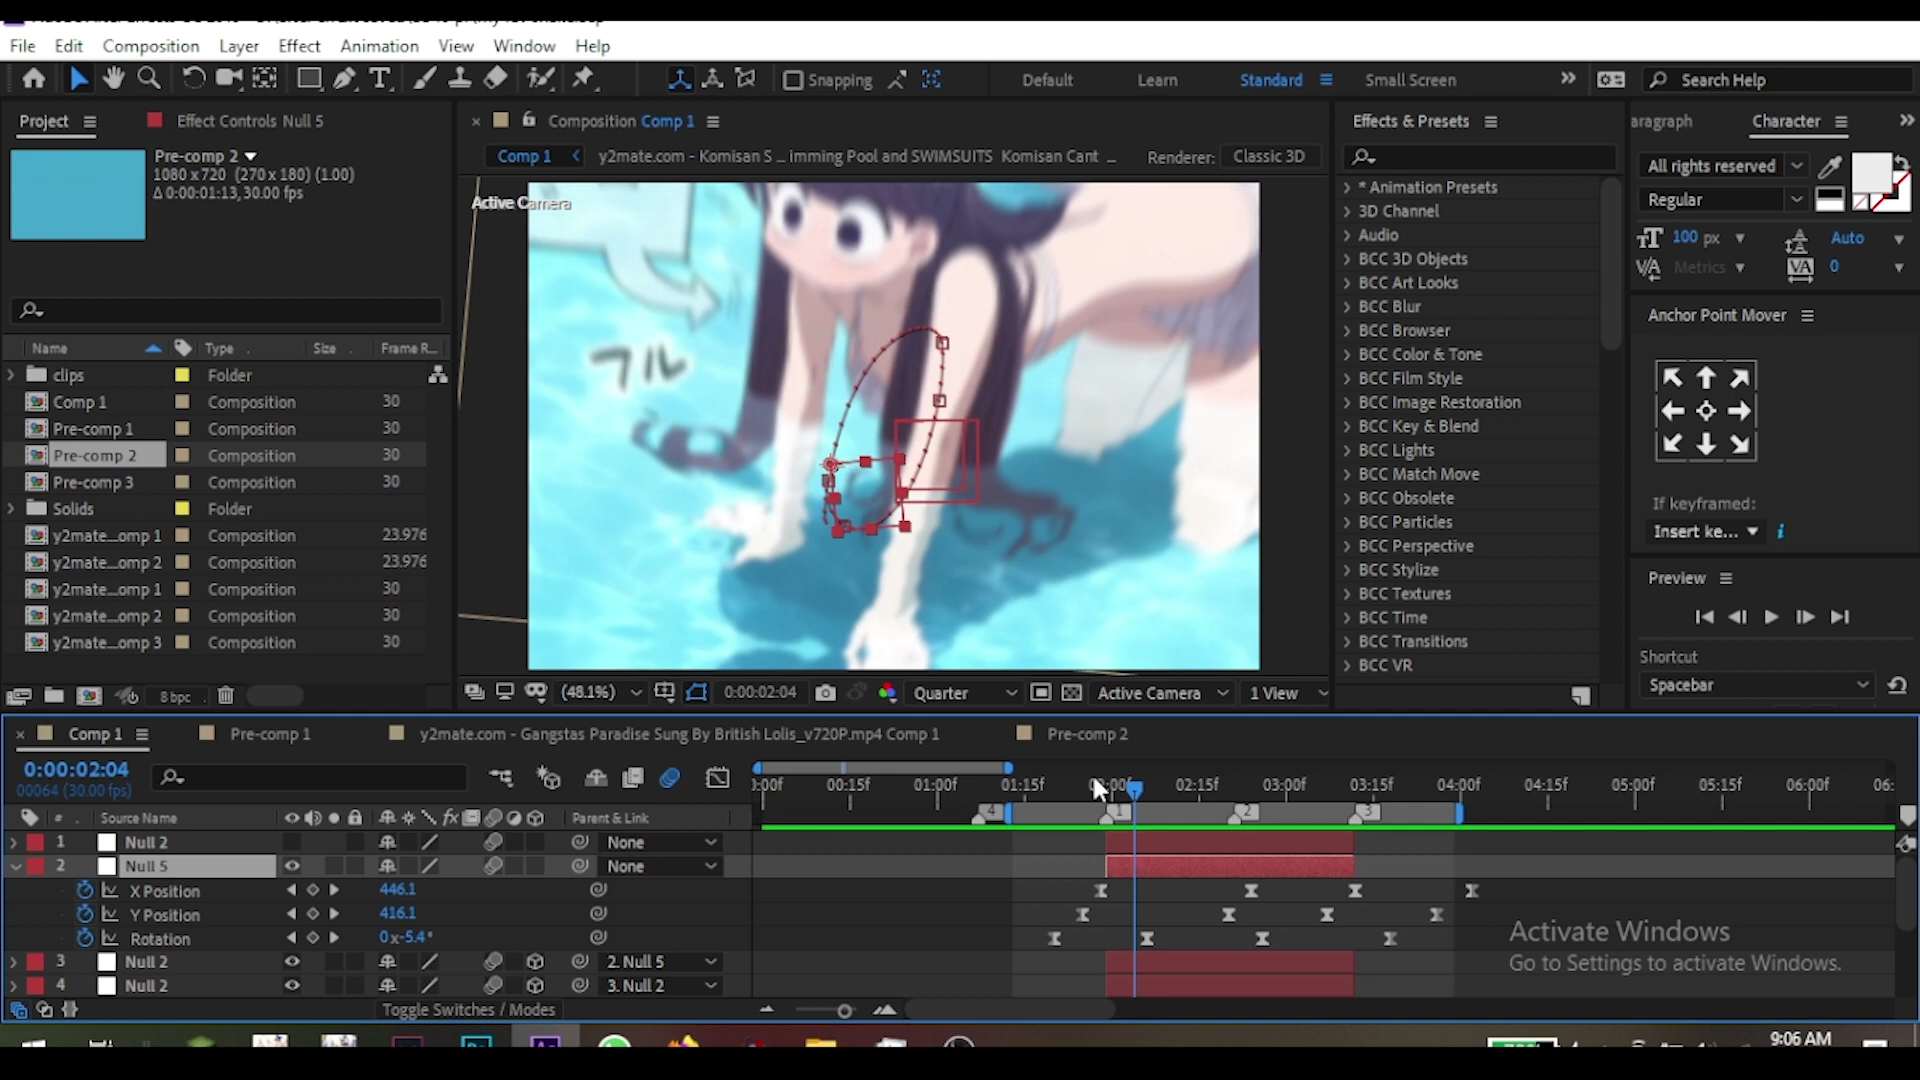 File Edit Composition Layer Effect Animation View Window Help
Snapping Default Learn Standard Small Screen Search Help
Project Effect Controls Null 5
Pre-comp 2
1080 x 720 (270 x 180) (1.00)
Δ 0:00:01:13, 30.00 fps
Name Type Size Frame R...
clips Folder
Comp 1 Composition 30
Pre-comp 1 Composition 30
Pre-comp 2 Composition 30
Pre-comp 3 Composition 30
Solids Folder
y2mate...omp 1 Composition 23.976
y2mate...omp 2 Composition 23.976
y2mate...omp 1 Composition 30
y2mate...omp 2 Composition 30
y2mate...omp 3 Composition 30
8 bpc
Composition Comp 1
Comp 1 y2mate.com - Komisan S ... imming Pool and SWIMSUITS Komisan Cant ... Renderer: Classic 3D
Active Camera
フル
(48.1%) 0:00:02:04 Quarter Active Camera 1 View
Effects & Presets
* Animation Presets
3D Channel
Audio
BCC 3D Objects
BCC Art Looks
BCC Blur
BCC Browser
BCC Color & Tone
BCC Film Style
BCC Image Restoration
BCC Key & Blend
BCC Lights
BCC Match Move
BCC Obsolete
BCC Particles
BCC Perspective
BCC Stylize
BCC Textures
BCC Time
BCC Transitions
BCC VR
aragraph Character
All rights reserved
Regular
100 px Auto
Metrics 0
Anchor Point Mover
If keyframed:
Insert ke...
Preview
Shortcut
Spacebar
Comp 1 Pre-comp 1 y2mate.com - Gangstas Paradise Sung By British Lolis_v720P.mp4 Comp 1 Pre-comp 2
0:00:02:04
00064 (30.00 fps)
:00f 00:15f 01:00f 01:15f 02:15f 03:00f 03:15f 04:00f 04:15f 05:00f 05:15f 06:00f 06:
4 1 2 3
# Source Name fx Parent & Link
1 Null 2 None
2 Null 5 None
X Position 446.1
Y Position 416.1
Rotation 0x-5.4°
3 Null 2 2. Null 5
4 Null 2 3. Null 2
Toggle Switches / Modes
Activate Windows
Go to Settings to activate Windows.
9:06 AM